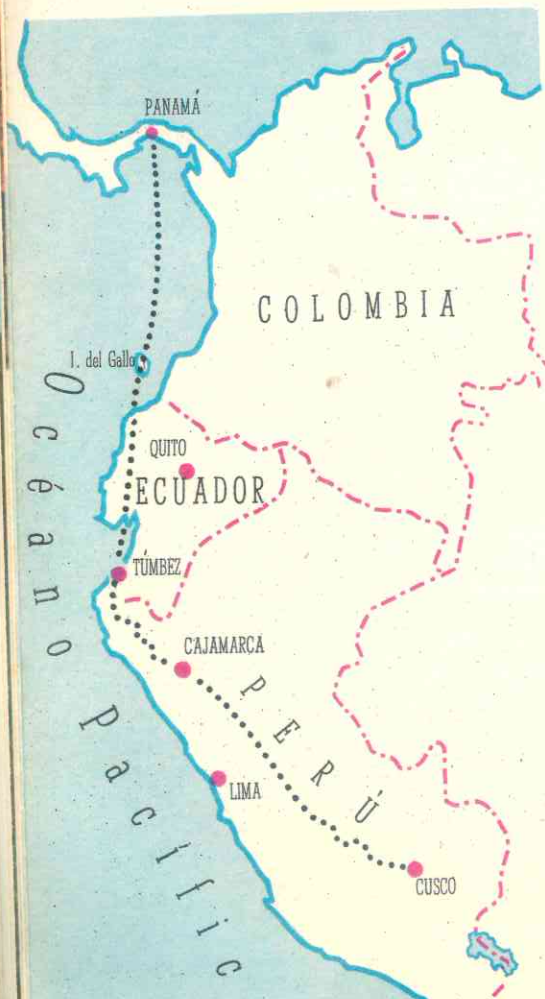 PANAMÁ
COLOMBIA
I. del Gallo
QUITO
ECUADOR
TÚMBEZ
CAJAMARCA
PERÚ
LIMA
CUSCO
Océano Pacífic